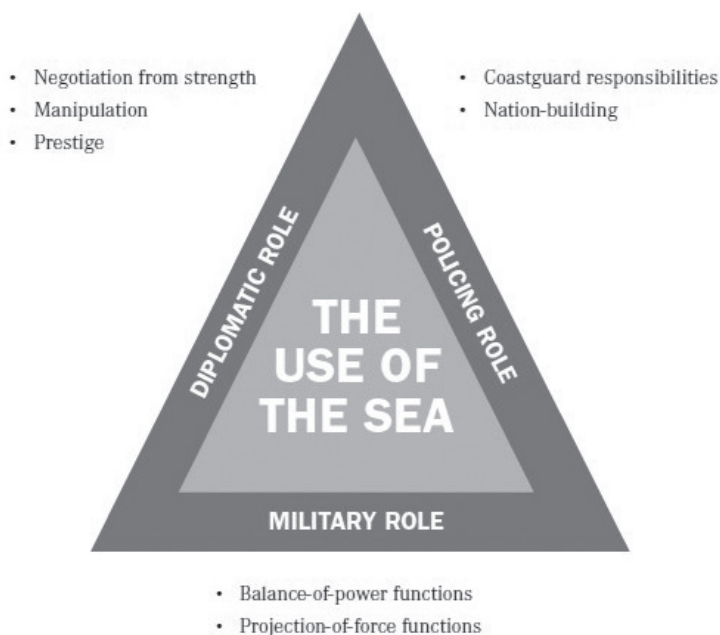 • Negotiation from strength
• Manipulation
• Prestige
• Coastguard responsibilities
• Nation-building
DIPLOMATIC ROLE
POLICING ROLE
THE
USE OF
THE SEA
MILITARY ROLE
• Balance-of-power functions
• Projection-of-force functions